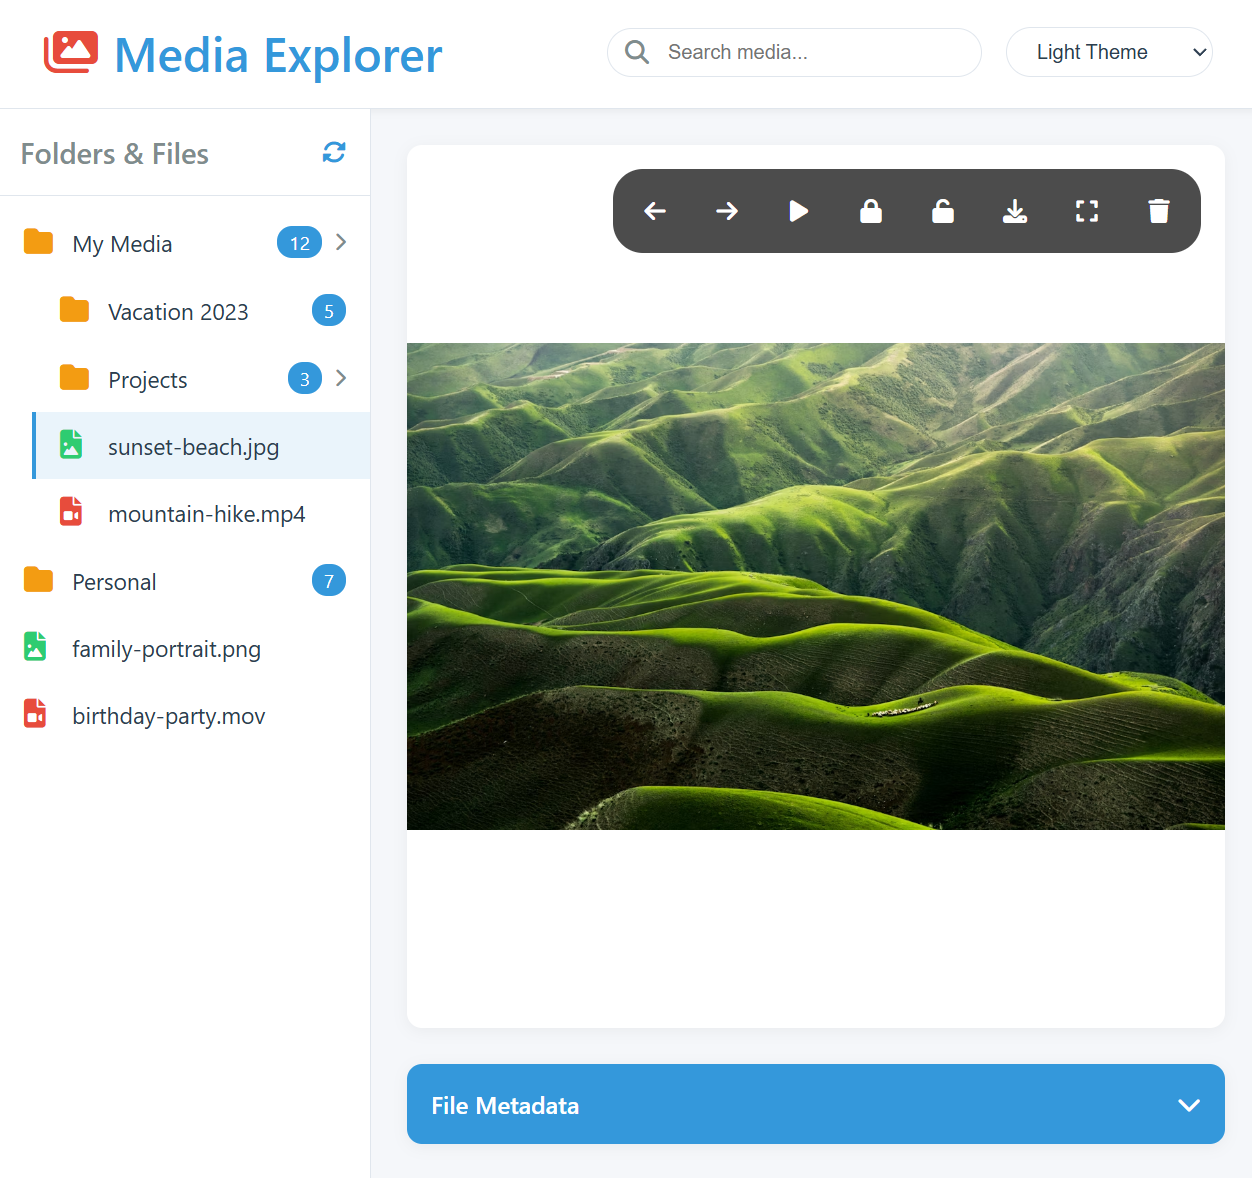 Media Explorer
Search media...
Light Theme
Folders & Files
My Media 12
Vacation 2023 5
Projects 3
sunset-beach.jpg
mountain-hike.mp4
Personal 7
family-portrait.png
birthday-party.mov
File Metadata